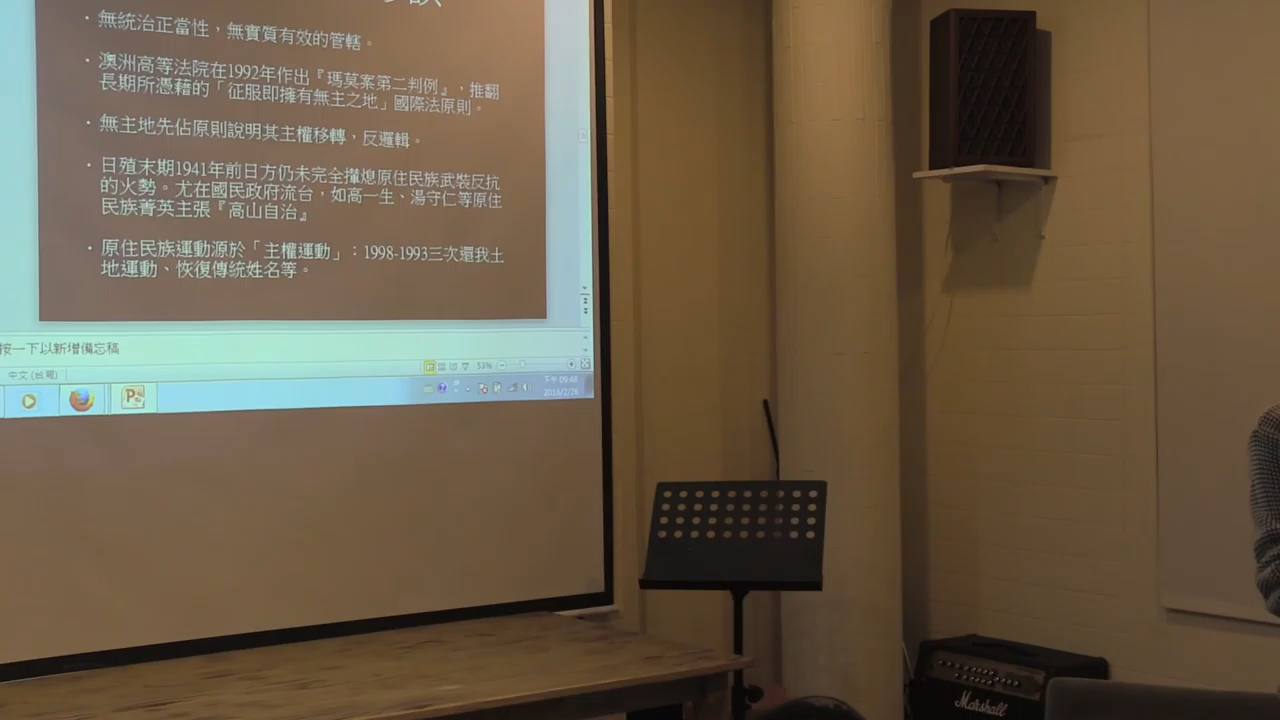 · 無統治正當性，無實質有效的管轄。
· 澳洲高等法院在1992年作出『瑪莫案第二判例』，推翻
長期所憑藉的「征服即擁有無主之地」國際法原則。
· 無主地先佔原則說明其主權移轉，反邏輯。
· 日殖末期1941年前日方仍未完全撲熄原住民族武裝反抗
的火勢。尤在國民政府流台，如高一生、湯守仁等原住
民族菁英主張『高山自治』
· 原住民族運動源於「主權運動」：1998-1993三次還我土
地運動、恢復傳統姓名等。
按一下以新增備忘稿
中文 (台灣)
53%
下午 09:48
2016/2/26
Marshall